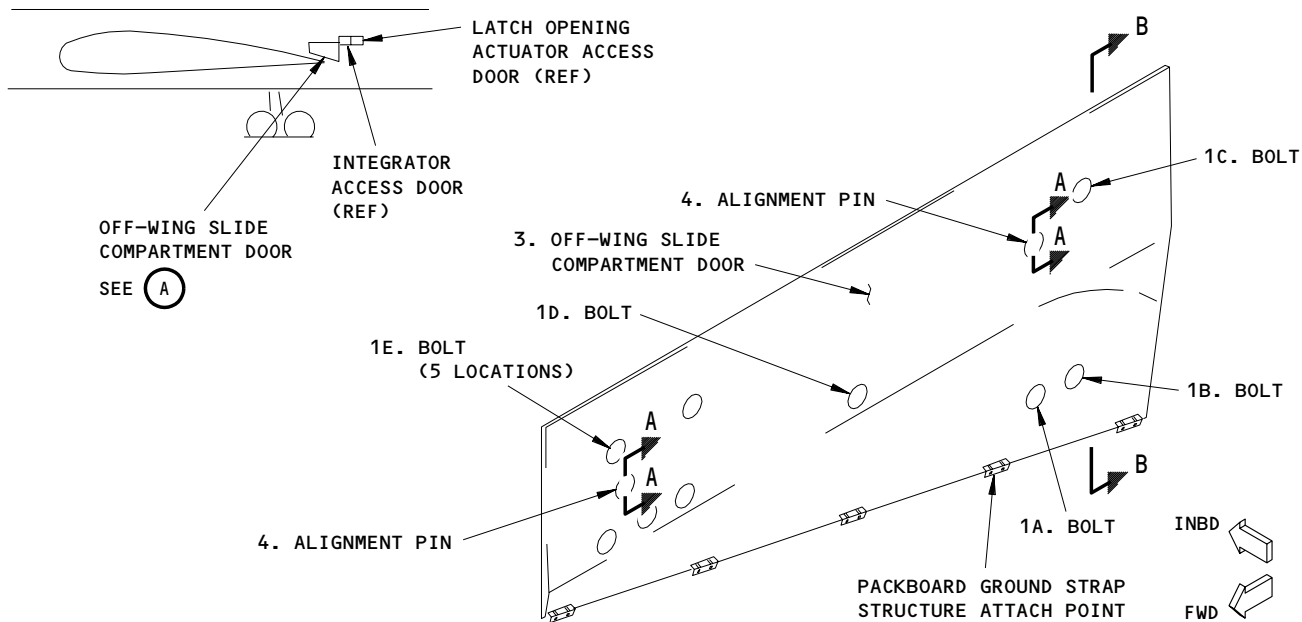 LATCH OPENING
ACTUATOR ACCESS
DOOR (REF)
INTEGRATOR
ACCESS DOOR
(REF)
OFF-WING SLIDE
COMPARTMENT DOOR
SEE A
B
1C. BOLT
A
4. ALIGNMENT PIN
A
3. OFF-WING SLIDE
COMPARTMENT DOOR
1D. BOLT
1E. BOLT
(5 LOCATIONS)
1B. BOLT
A
A
B
4. ALIGNMENT PIN
1A. BOLT
PACKBOARD GROUND STRAP
STRUCTURE ATTACH POINT
INBD
FWD